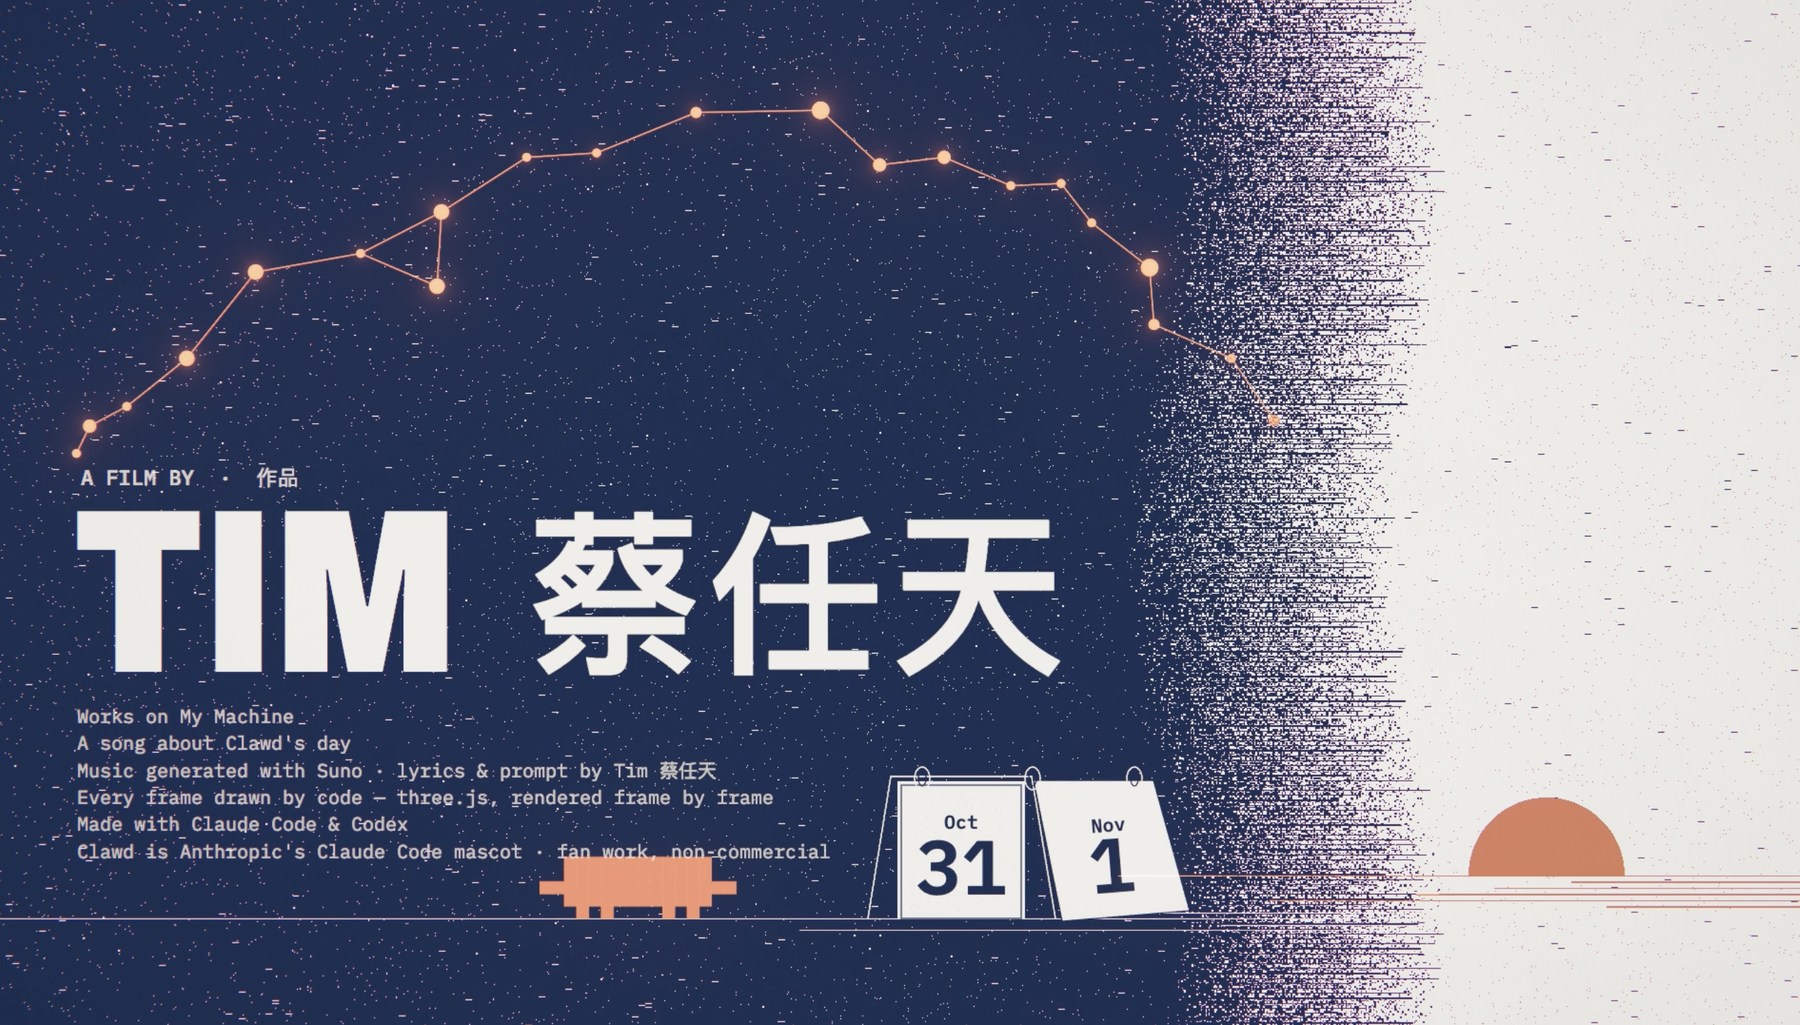 A FILM BY · 作品
TIM 蔡任天
Works on My Machine
A song about Clawd's day
Music generated with Suno · lyrics & prompt by Tim 蔡任天
Every frame drawn by code — three.js, rendered frame by frame
Made with Claude Code & Codex
Clawd is Anthropic's Claude Code mascot · fan work, non-commercial
Oct
31
Nov
1